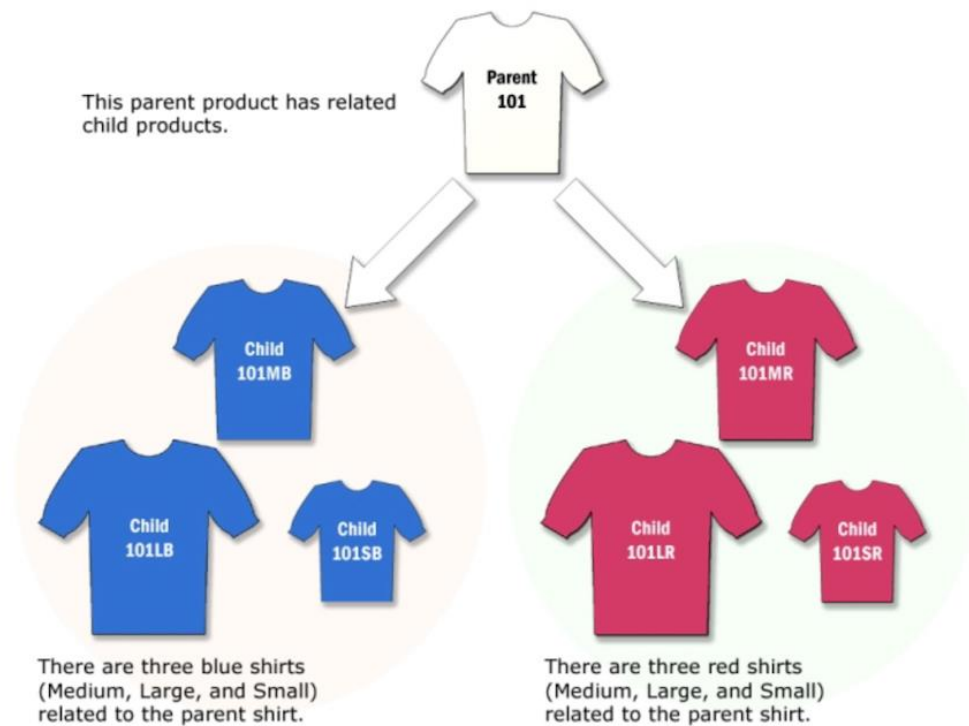 Parent
101
This parent product has related
child products.
Child
101MB
Child
101MR
Child
101LB
Child
101SB
Child
101LR
Child
101SR
There are three blue shirts
(Medium, Large, and Small)
related to the parent shirt.
There are three red shirts
(Medium, Large, and Small)
related to the parent shirt.